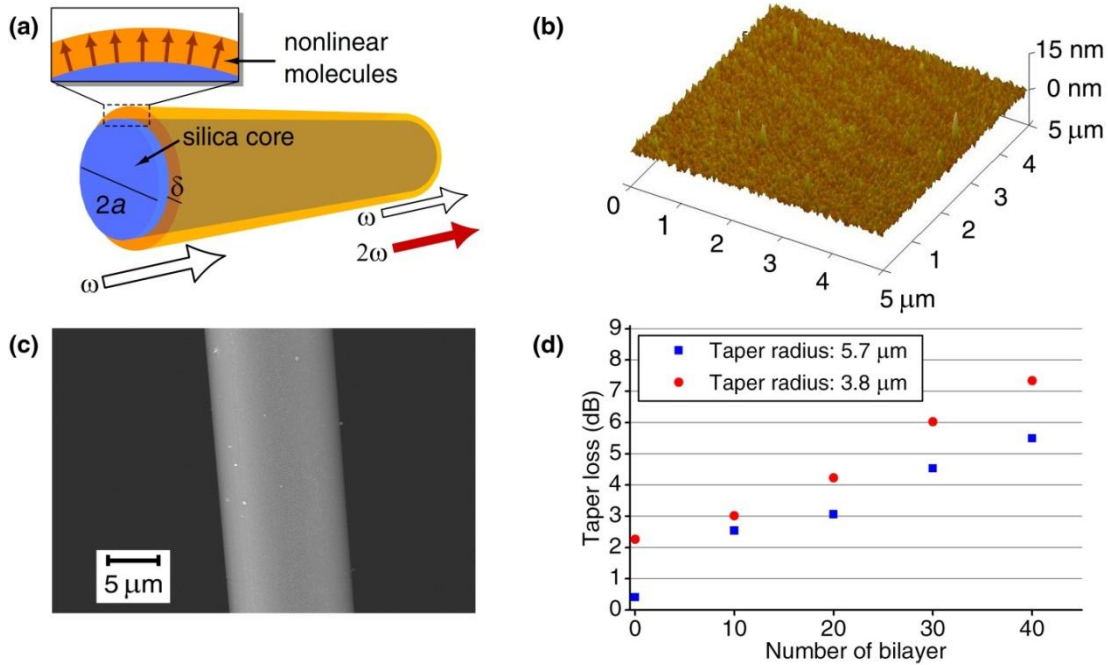 (a)
nonlinear
molecules
silica core
2a
δ
ω
2ω
ω
(b)
15 nm
0 nm
5 μm
4
3
2
1
0
1
2
3
4
5 μm
(c)
5 μm
(d)
Taper radius: 5.7 μm
Taper radius: 3.8 μm
Taper loss (dB)
9
8
7
6
5
4
3
2
1
0
0 10 20 30 40
Number of bilayer